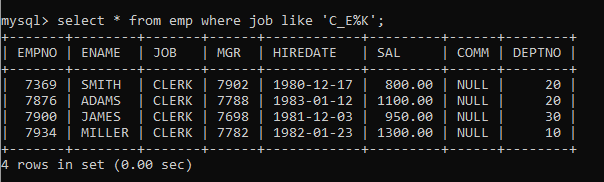 mysql> select * from emp where job like 'C_E%K';
+-------+--------+-------+------+------------+---------+------+--------+
| EMPNO | ENAME  | JOB   | MGR  | HIREDATE   | SAL     | COMM | DEPTNO |
+-------+--------+-------+------+------------+---------+------+--------+
|  7369 | SMITH  | CLERK | 7902 | 1980-12-17 |  800.00 | NULL |     20 |
|  7876 | ADAMS  | CLERK | 7788 | 1983-01-12 | 1100.00 | NULL |     20 |
|  7900 | JAMES  | CLERK | 7698 | 1981-12-03 |  950.00 | NULL |     30 |
|  7934 | MILLER | CLERK | 7782 | 1982-01-23 | 1300.00 | NULL |     10 |
+-------+--------+-------+------+------------+---------+------+--------+
4 rows in set (0.00 sec)